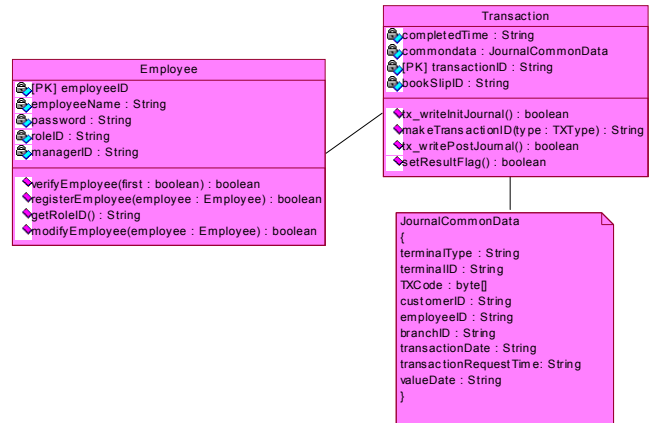 Employee
[PK] employeeID
employeeName : String
password : String
roleID : String
managerID : String
verifyEmployee(first : boolean) : boolean
registerEmployee(employee : Employee) : boolean
getRoleID() : String
modifyEmployee(employee : Employee) : boolean
Transaction
completedTime : String
commondata : JournalCommonData
[PK] transactionID : String
bookSlipID : String
tx_writeInitJournal() : boolean
makeTransactionID(type : TXType) : String
tx_writePostJournal() : boolean
setResultFlag() : boolean
JournalCommonData
{
terminalType : String
terminalID : String
TXCode : byte[]
customerID : String
employeeID : String
branchID : String
transactionDate : String
transactionRequestTime: String
valueDate : String
}